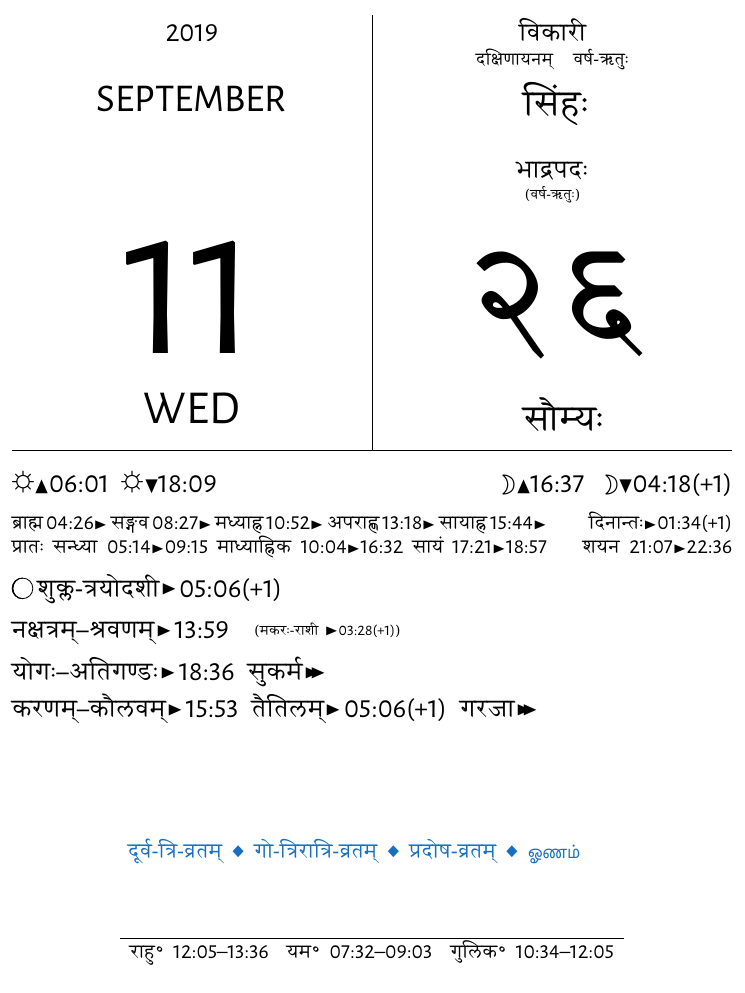 2019
SEPTEMBER
11
WED
विकारी
दक्षिणायनम् वर्ष-ऋतुः
सिंहः
भाद्रपदः
(वर्ष-ऋतुः)
२६
सौम्यः
☼▲06:01 ☼▼18:09 ☽▲16:37 ☽▼04:18(+1)
ब्राह्म 04:26► सङ्गव 08:27► मध्याह्न 10:52► अपराह्ण 13:18► सायाह्न 15:44► दिनान्तः►01:34(+1)
प्रातः सन्ध्या 05:14►09:15 माध्याह्निक 10:04►16:32 सायं 17:21►18:57 शयन 21:07►22:36
〇शुक्ल-त्रयोदशी►05:06(+1)
नक्षत्रम्–श्रवणम्►13:59 (मकरः-राशी ►03:28(+1))
योगः–अतिगण्डः►18:36 सुकर्म►►
करणम्–कौलवम्►15:53 तैतिलम्►05:06(+1) गरजा►►
दूर्व-त्रि-व्रतम् ◆ गो-त्रिरात्रि-व्रतम् ◆ प्रदोष-व्रतम् ◆ ஓணம்
राहु॰ 12:05–13:36 यम॰ 07:32–09:03 गुलिक॰ 10:34–12:05